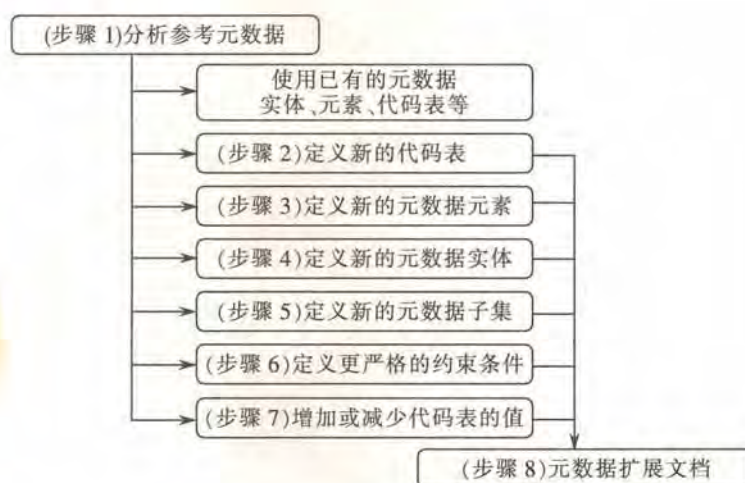 (步骤 1)分析参考元数据
使用已有的元数据
实体、元素、代码表等
(步骤 2)定义新的代码表
(步骤 3)定义新的元数据元素
(步骤 4)定义新的元数据实体
(步骤 5)定义新的元数据子集
(步骤 6)定义更严格的约束条件
(步骤 7)增加或减少代码表的值
(步骤 8)元数据扩展文档